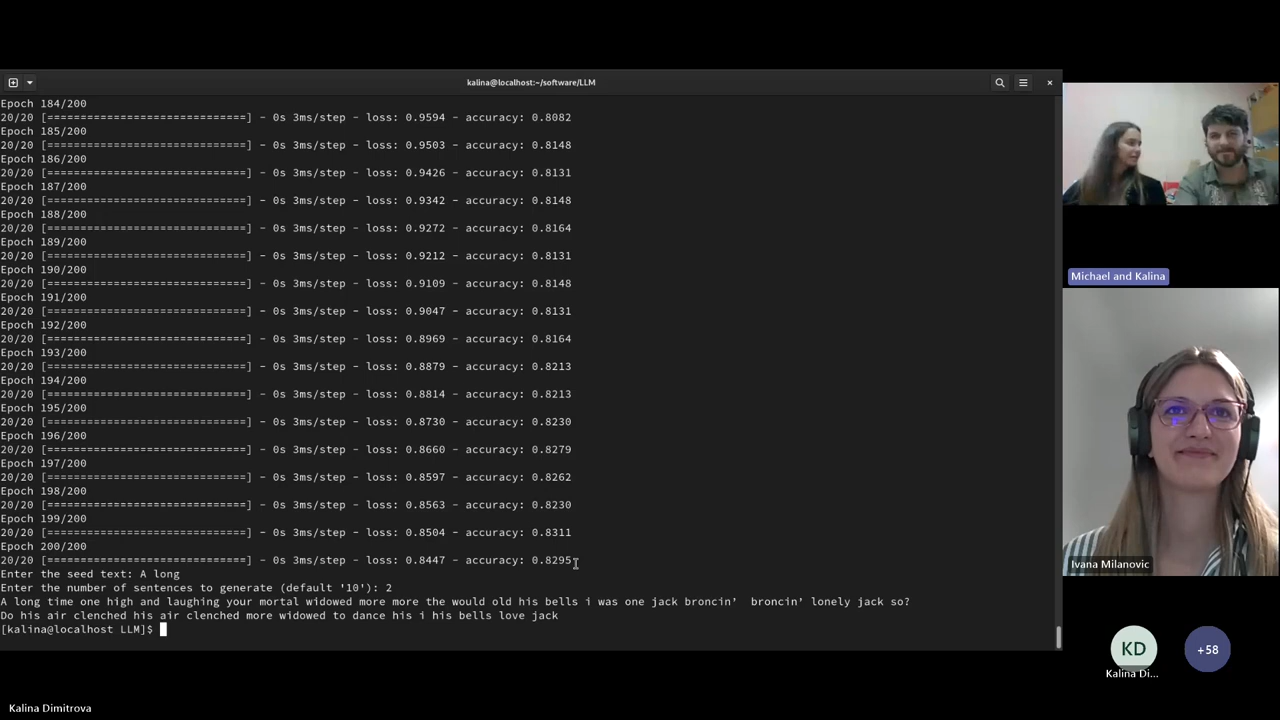 kalina@localhost:~/software/LLM
Epoch 184/200
20/20 [==============================] - 0s 3ms/step - loss: 0.9594 - accuracy: 0.8082
Epoch 185/200
20/20 [==============================] - 0s 3ms/step - loss: 0.9503 - accuracy: 0.8148
Epoch 186/200
20/20 [==============================] - 0s 3ms/step - loss: 0.9426 - accuracy: 0.8131
Epoch 187/200
20/20 [==============================] - 0s 3ms/step - loss: 0.9342 - accuracy: 0.8148
Epoch 188/200
20/20 [==============================] - 0s 3ms/step - loss: 0.9272 - accuracy: 0.8164
Epoch 189/200
20/20 [==============================] - 0s 3ms/step - loss: 0.9212 - accuracy: 0.8131
Epoch 190/200
20/20 [==============================] - 0s 3ms/step - loss: 0.9109 - accuracy: 0.8148
Epoch 191/200
20/20 [==============================] - 0s 3ms/step - loss: 0.9047 - accuracy: 0.8131
Epoch 192/200
20/20 [==============================] - 0s 3ms/step - loss: 0.8969 - accuracy: 0.8164
Epoch 193/200
20/20 [==============================] - 0s 3ms/step - loss: 0.8879 - accuracy: 0.8213
Epoch 194/200
20/20 [==============================] - 0s 3ms/step - loss: 0.8814 - accuracy: 0.8213
Epoch 195/200
20/20 [==============================] - 0s 3ms/step - loss: 0.8730 - accuracy: 0.8230
Epoch 196/200
20/20 [==============================] - 0s 3ms/step - loss: 0.8660 - accuracy: 0.8279
Epoch 197/200
20/20 [==============================] - 0s 3ms/step - loss: 0.8597 - accuracy: 0.8262
Epoch 198/200
20/20 [==============================] - 0s 3ms/step - loss: 0.8563 - accuracy: 0.8230
Epoch 199/200
20/20 [==============================] - 0s 3ms/step - loss: 0.8504 - accuracy: 0.8311
Epoch 200/200
20/20 [==============================] - 0s 3ms/step - loss: 0.8447 - accuracy: 0.8295
Enter the seed text: A long
Enter the number of sentences to generate (default '10'): 2
A long time one high and laughing your mortal widowed more more the would old his bells i was one jack broncin’  broncin’ lonely jack so?
Do his air clenched his air clenched more widowed to dance his i his bells love jack
[kalina@localhost LLM]$
Michael and Kalina
Ivana Milanovic
KD
Kalina Di...
+58
Kalina Dimitrova